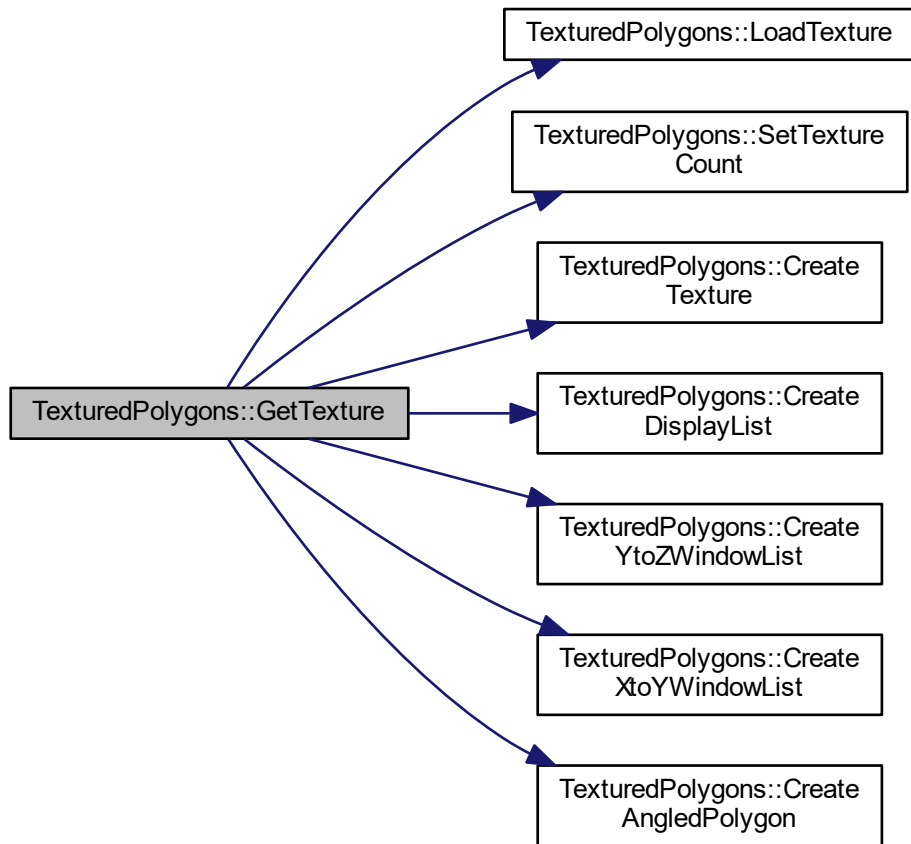 TexturedPolygons::LoadTexture
TexturedPolygons::SetTexture
Count
TexturedPolygons::Create
Texture
TexturedPolygons::GetTexture
TexturedPolygons::Create
DisplayList
TexturedPolygons::Create
YtoZWindowList
TexturedPolygons::Create
XtoYWindowList
TexturedPolygons::Create
AngledPolygon